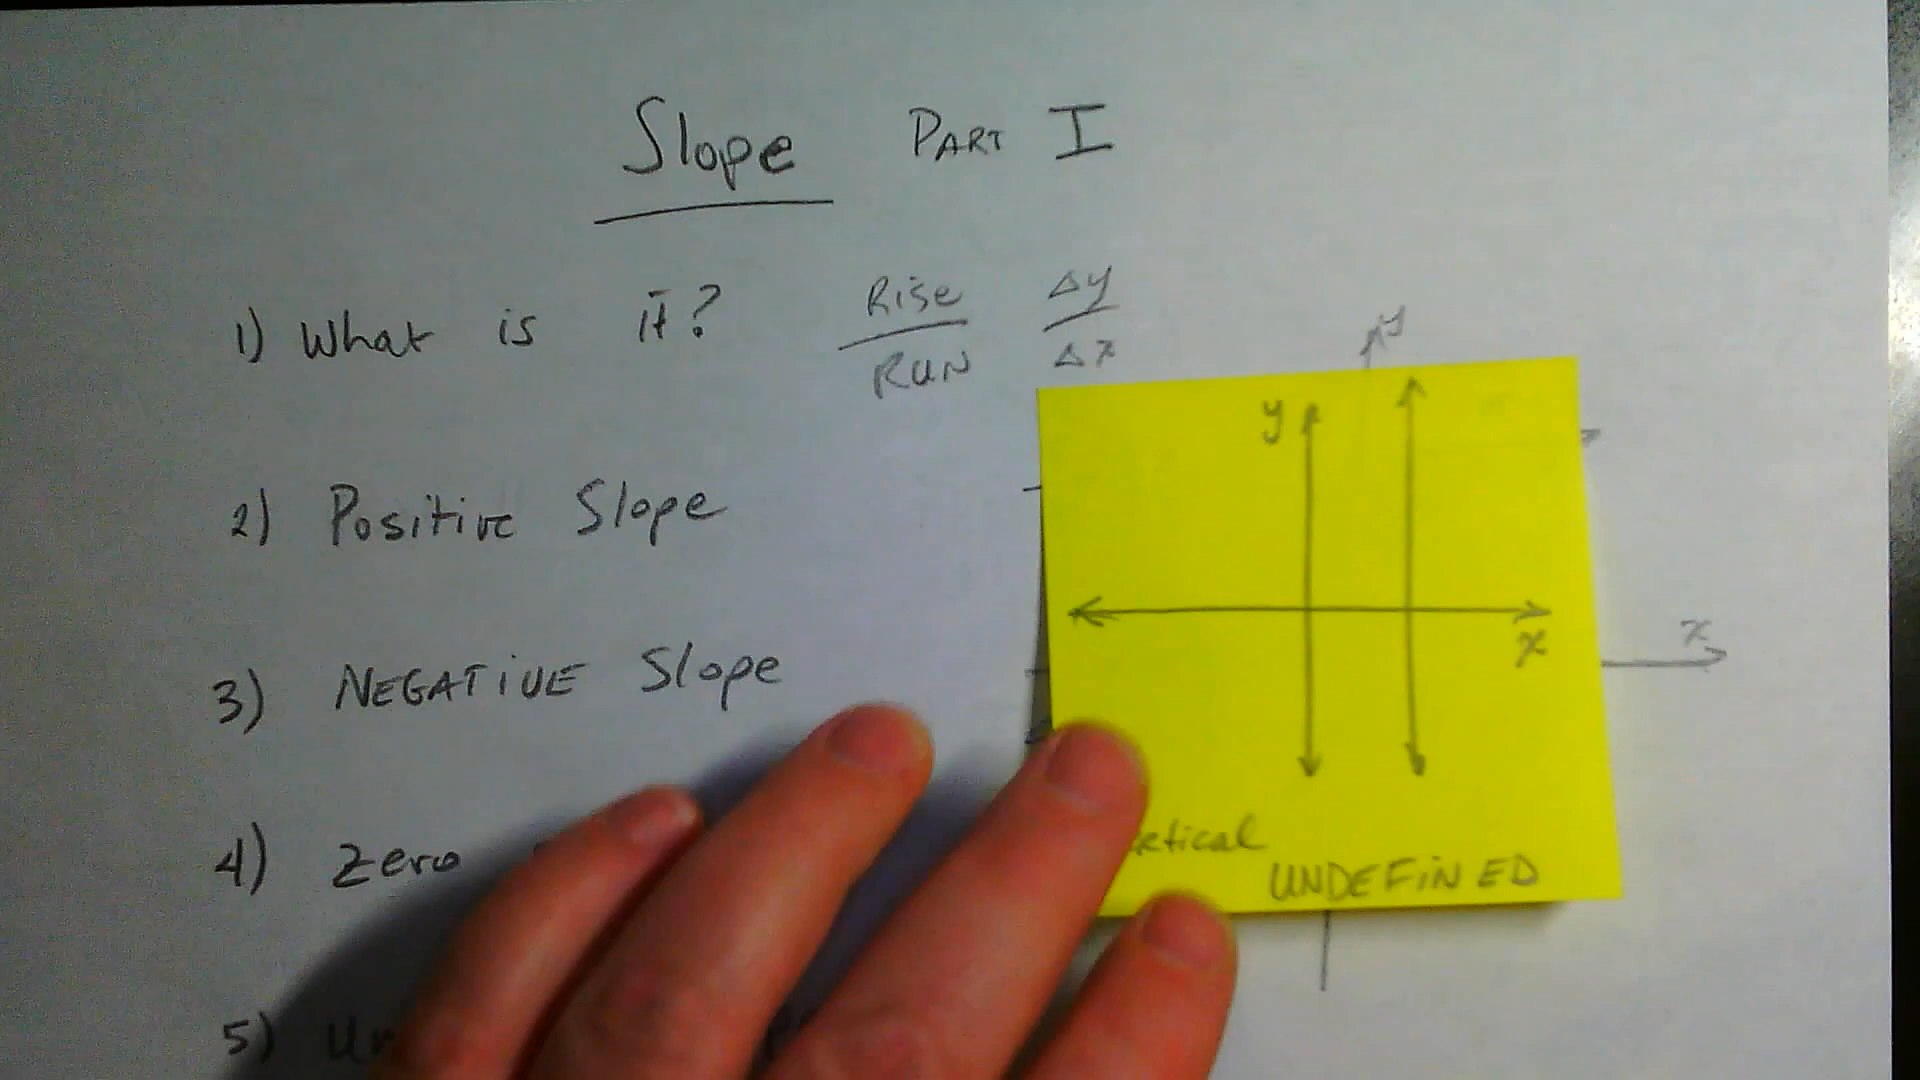 Slope PART I
1) What is it? Rise/RUN Δy/Δx
2) Positive Slope
3) NEGATIVE Slope
4) Zero
5)
y
x
y
x
UNDEFINED